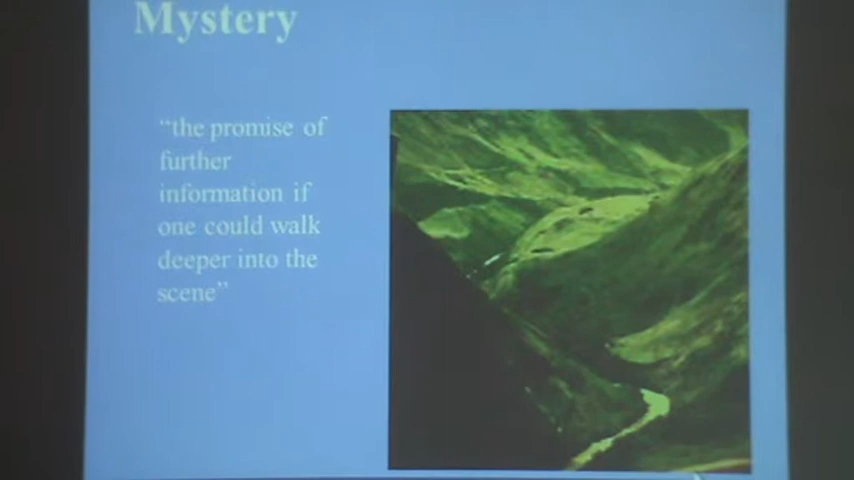 Mystery
“the promise of
further
information if
one could walk
deeper into the
scene”